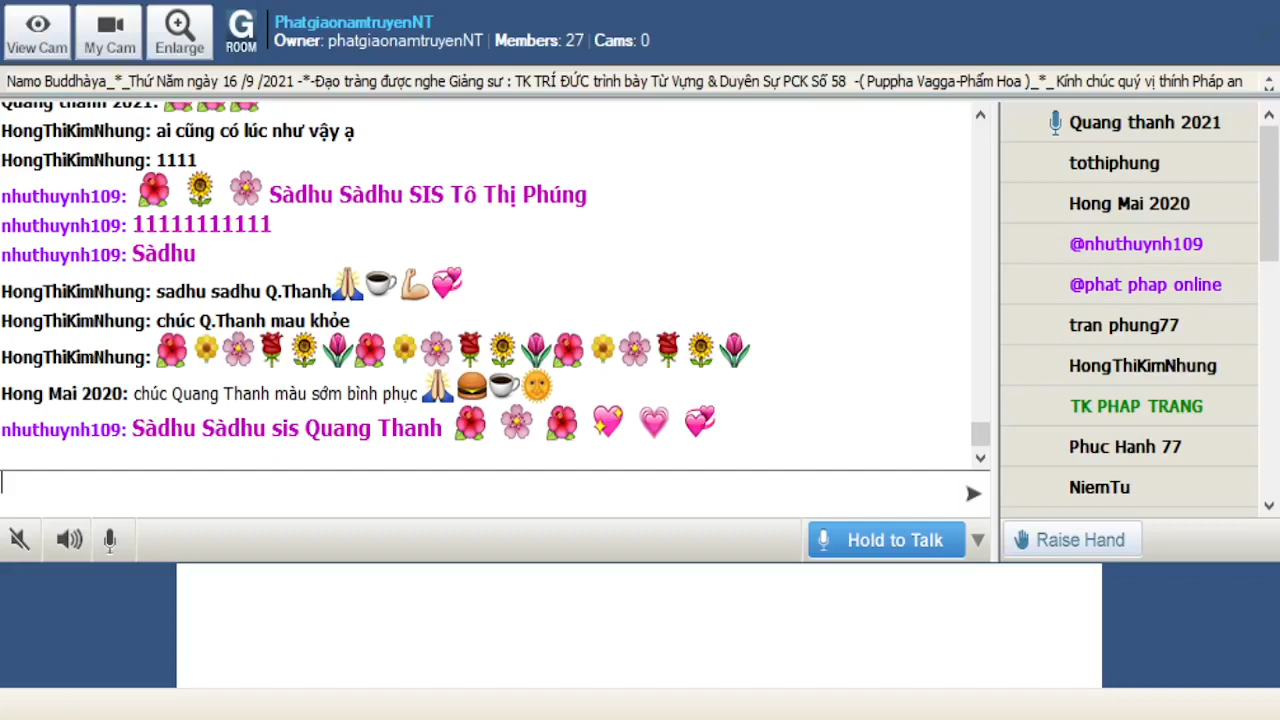 View Cam
My Cam
Enlarge
G
ROOM
PhatgiaonamtruyenNT
Owner: phatgiaonamtruyenNT | Members: 27 | Cams: 0
Namo Buddhàya_*_Thứ Năm ngày 16 /9 /2021 -*-Đạo tràng được nghe Giảng sư : TK TRÍ ĐỨC trình bày Từ Vựng & Duyên Sự PCK Số 58 -( Puppha Vagga-Phẩm Hoa )_*_ Kính chúc quý vị thính Pháp an
Quang thanh 2021:
HongThiKimNhung: ai cũng có lúc như vậy ạ
HongThiKimNhung: 1111
nhuthuynh109: Sàdhu Sàdhu SIS Tô Thị Phúng
nhuthuynh109: 11111111111
nhuthuynh109: Sàdhu
HongThiKimNhung: sadhu sadhu Q.Thanh
HongThiKimNhung: chúc Q.Thanh mau khỏe
HongThiKimNhung:
Hong Mai 2020: chúc Quang Thanh màu sớm bình phục
nhuthuynh109: Sàdhu Sàdhu sis Quang Thanh
Quang thanh 2021
tothiphung
Hong Mai 2020
@nhuthuynh109
@phat phap online
tran phung77
HongThiKimNhung
TK PHAP TRANG
Phuc Hanh 77
NiemTu
Hold to Talk
Raise Hand